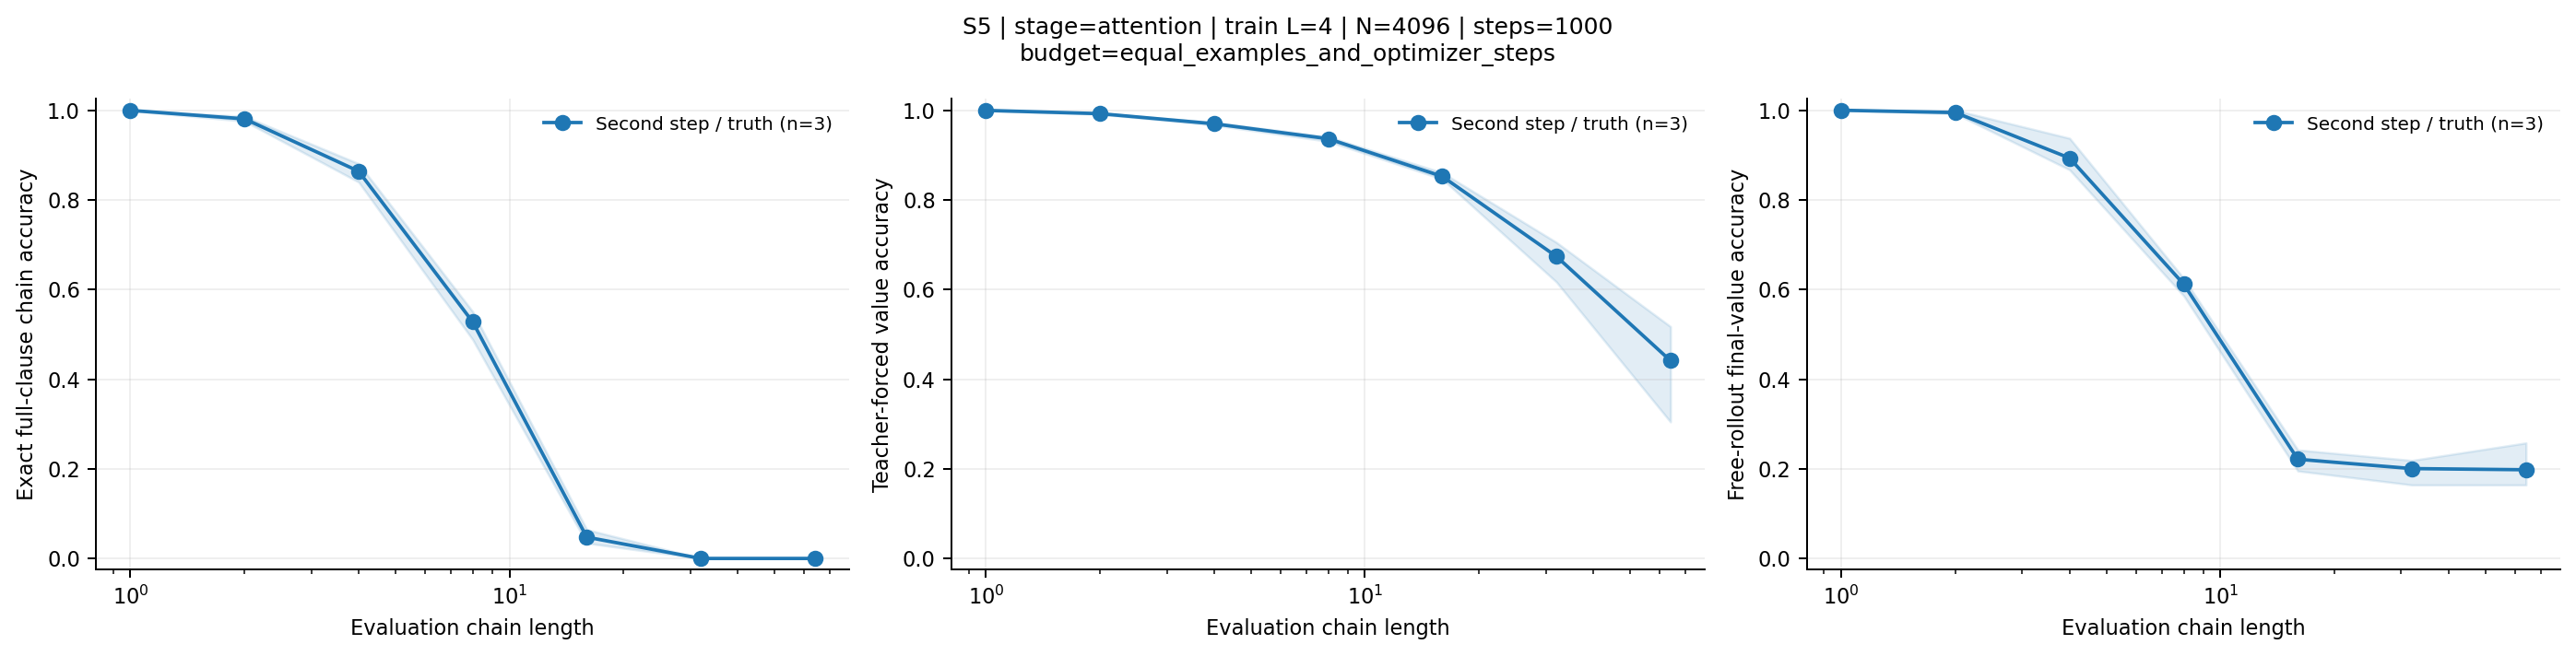 S5 | stage=attention | train L=4 | N=4096 | steps=1000
budget=equal_examples_and_optimizer_steps
Exact full-clause chain accuracy
1.0
0.8
0.6
0.4
0.2
0.0
10⁰
10¹
Evaluation chain length
Second step / truth (n=3)
Teacher-forced value accuracy
1.0
0.8
0.6
0.4
0.2
0.0
10⁰
10¹
Evaluation chain length
Second step / truth (n=3)
Free-rollout final-value accuracy
1.0
0.8
0.6
0.4
0.2
0.0
10⁰
10¹
Evaluation chain length
Second step / truth (n=3)